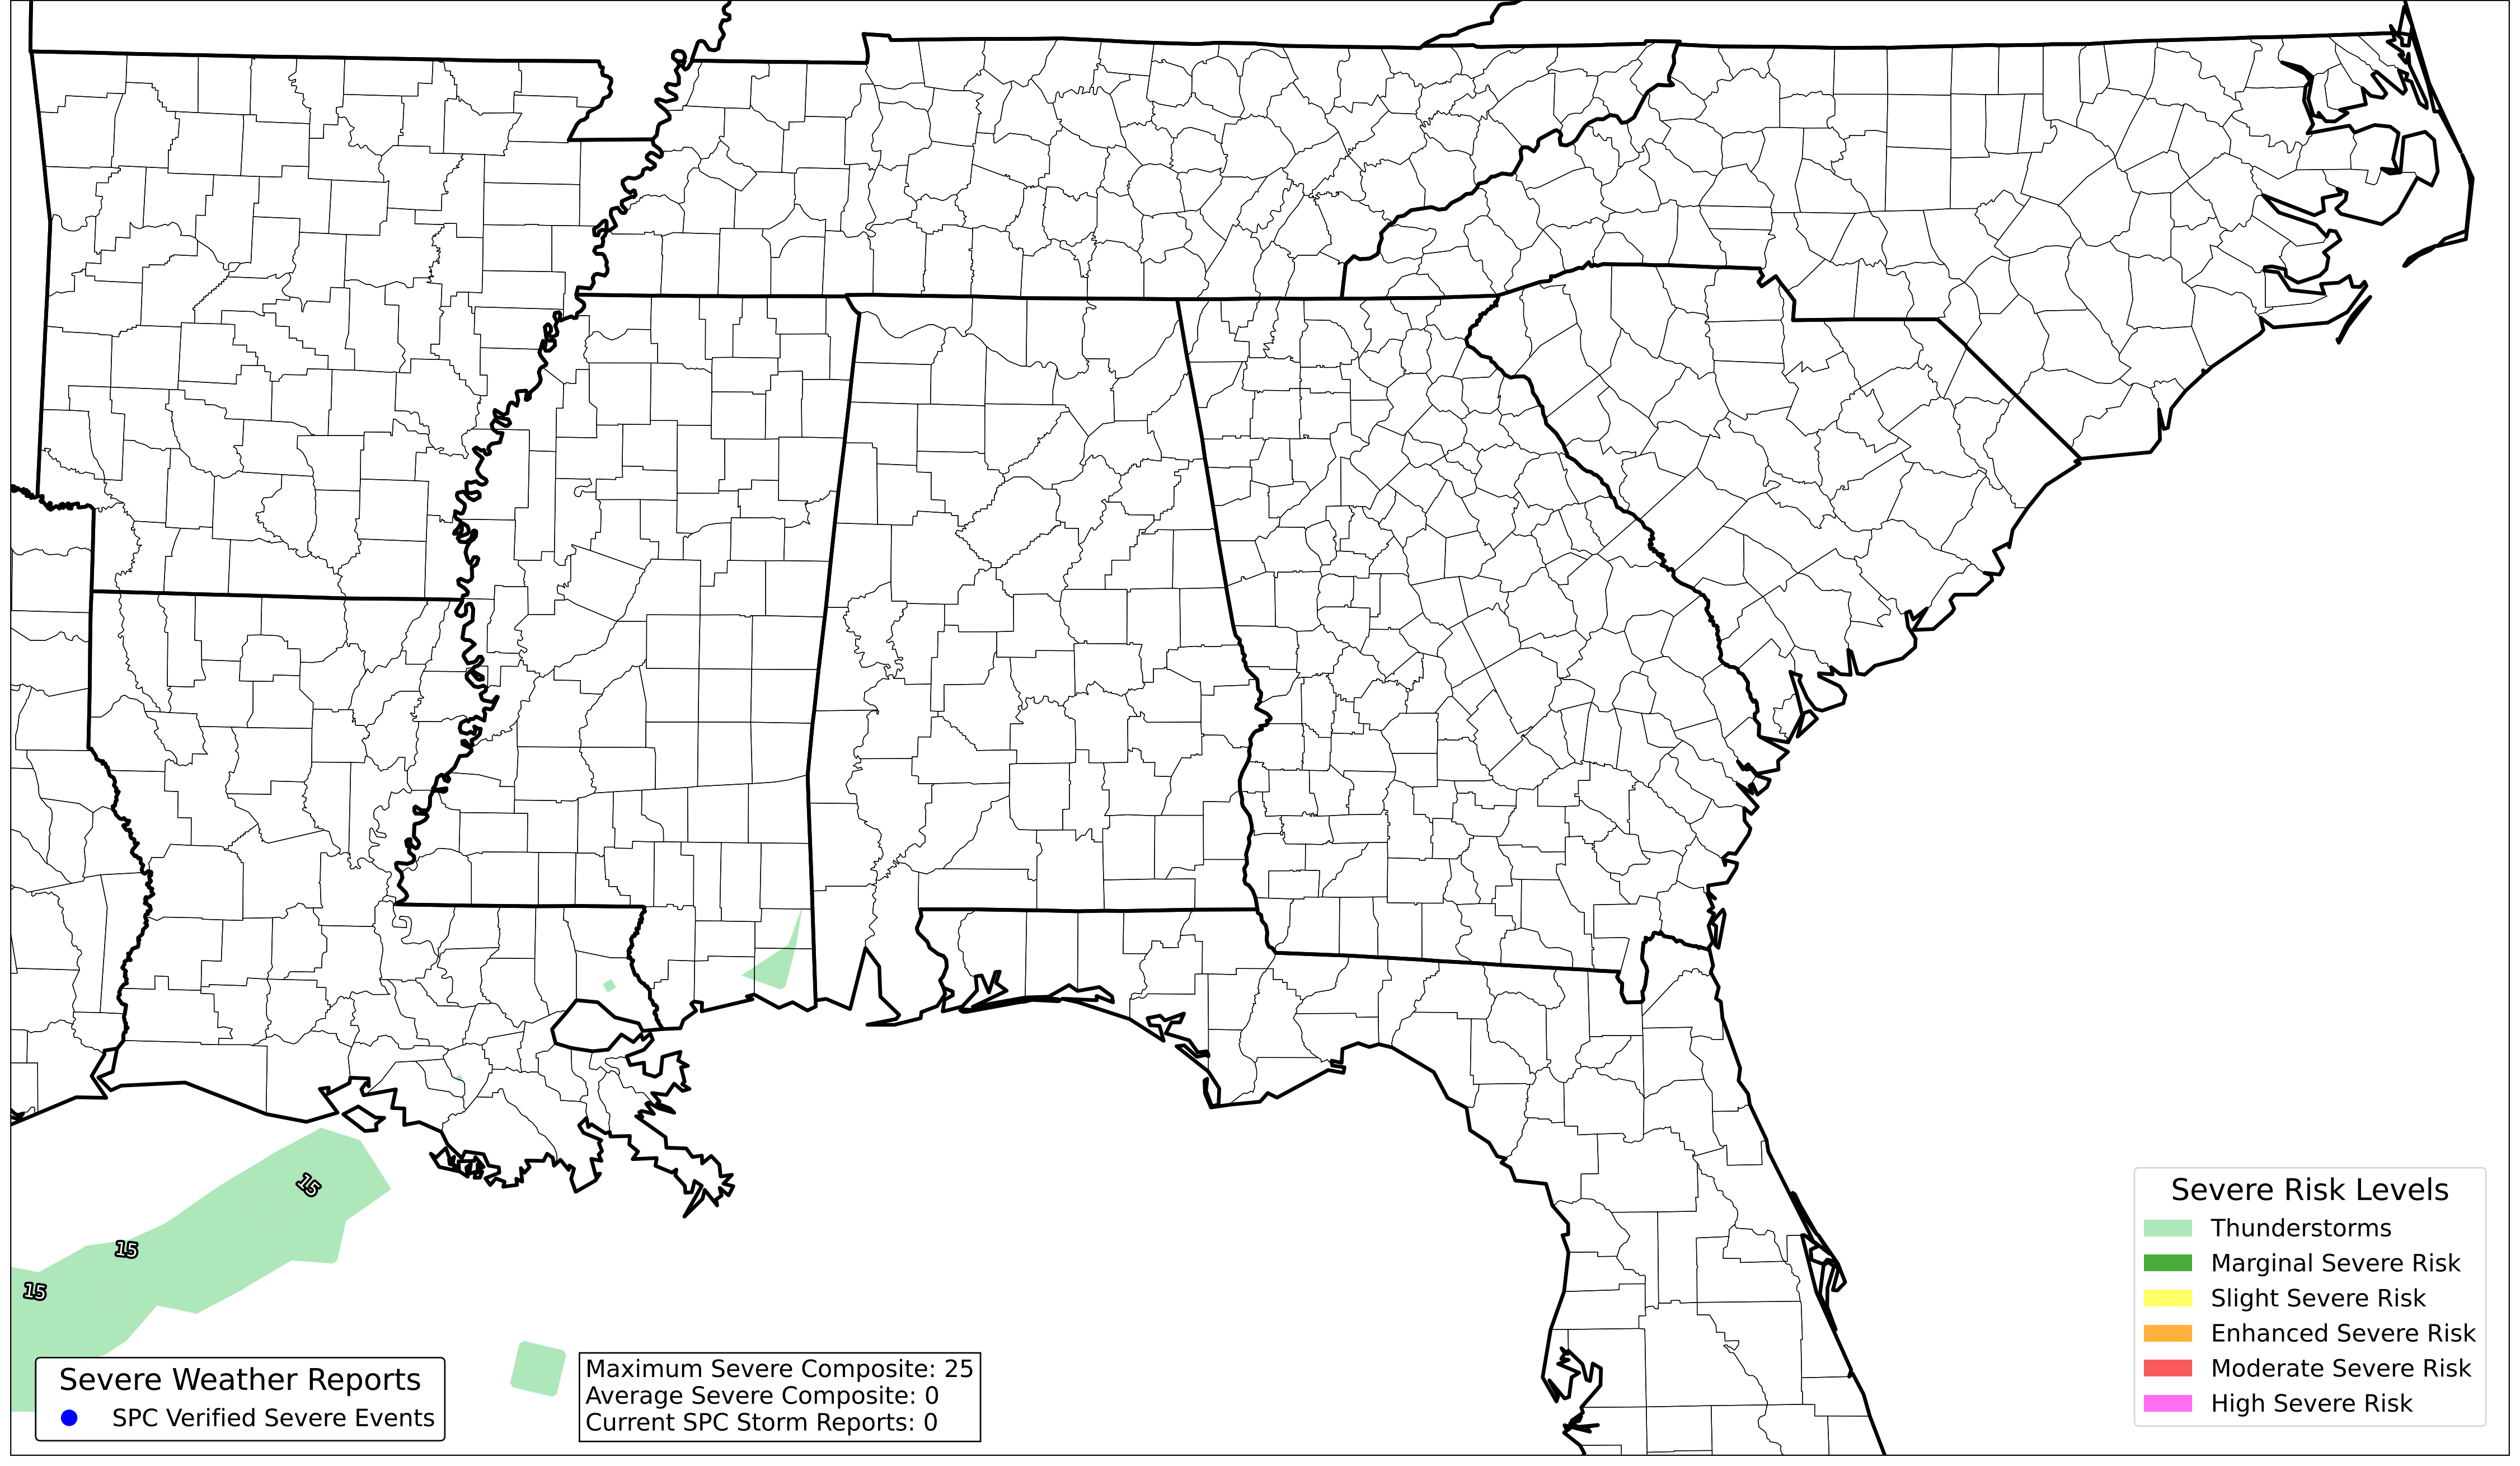 15
15
15
Severe Weather Reports
SPC Verified Severe Events
Maximum Severe Composite: 25
Average Severe Composite: 0
Current SPC Storm Reports: 0
Severe Risk Levels
Thunderstorms
Marginal Severe Risk
Slight Severe Risk
Enhanced Severe Risk
Moderate Severe Risk
High Severe Risk